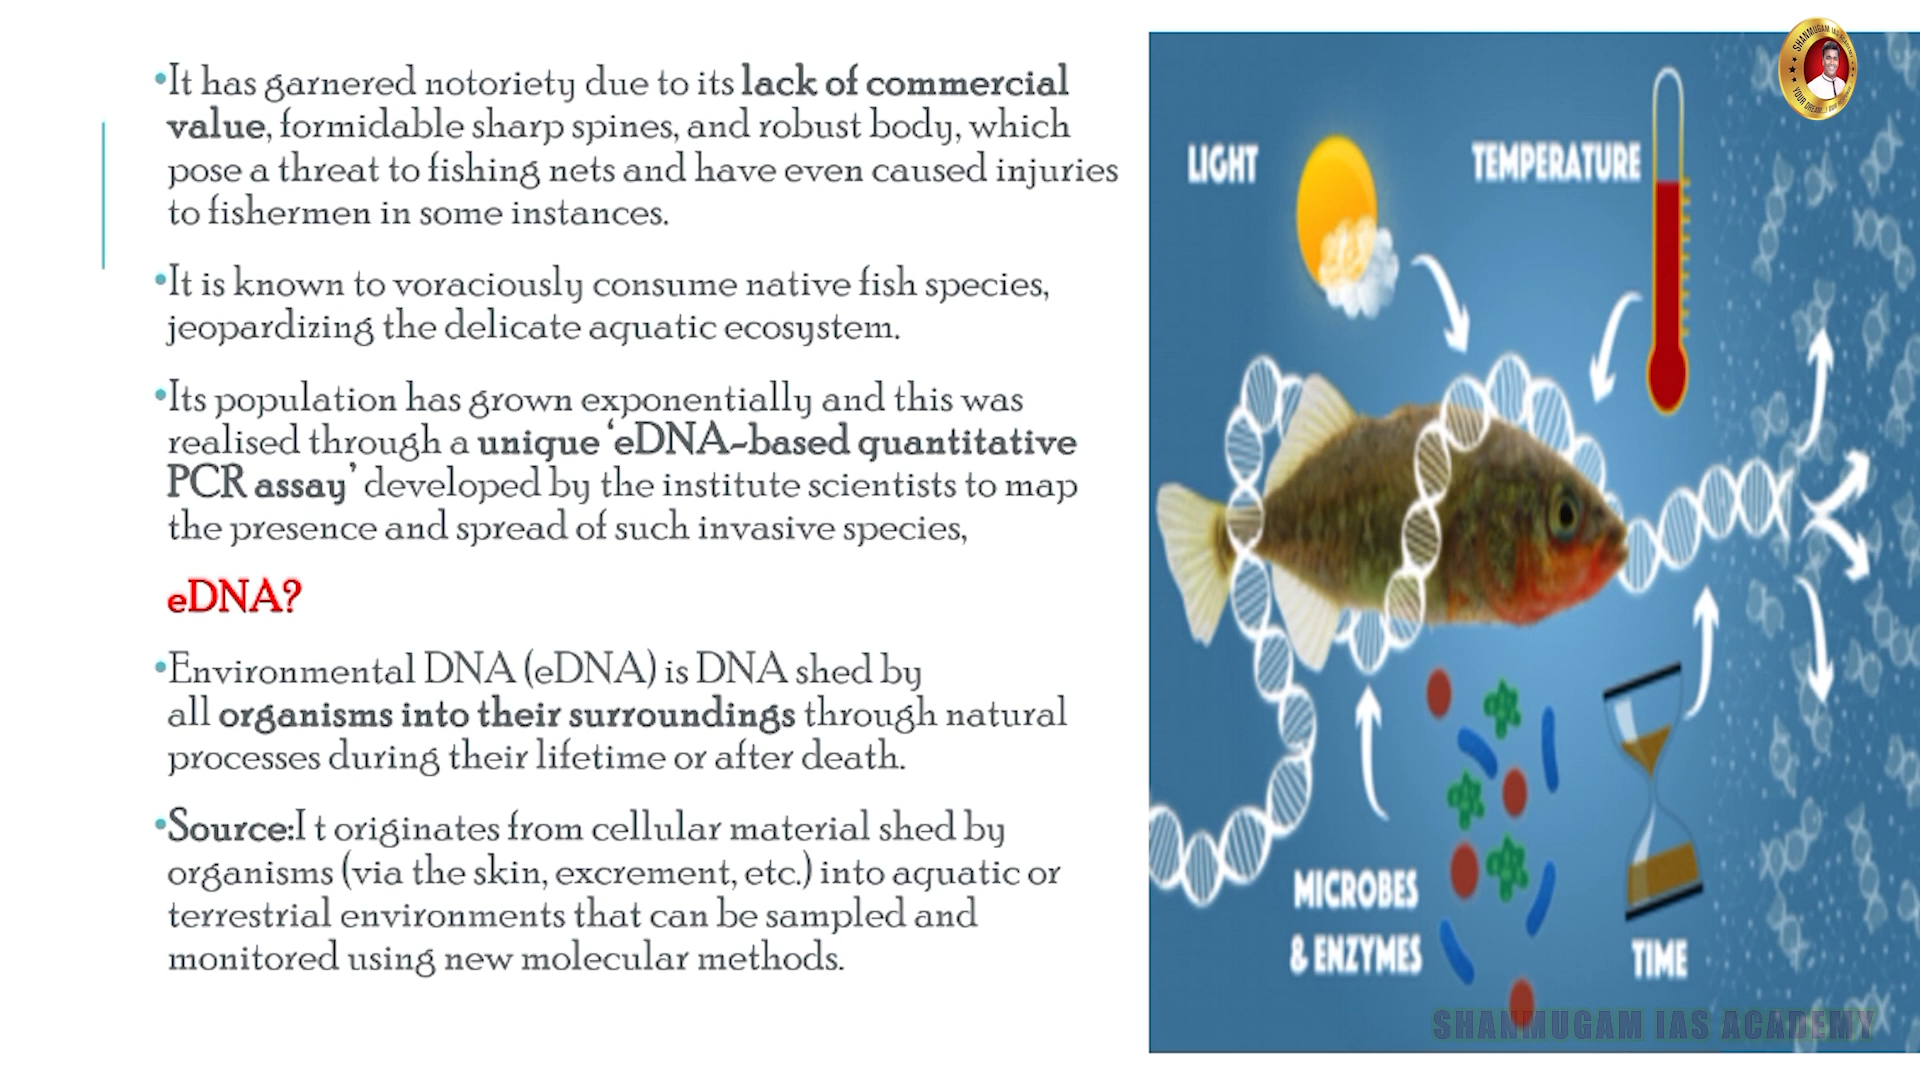 •It has garnered notoriety due to its lack of commercial
value, formidable sharp spines, and robust body, which
pose a threat to fishing nets and have even caused injuries
to fishermen in some instances.
•It is known to voraciously consume native fish species,
jeopardizing the delicate aquatic ecosystem.
•Its population has grown exponentially and this was
realised through a unique ‘eDNA-based quantitative
PCR assay’ developed by the institute scientists to map
the presence and spread of such invasive species,
eDNA?
•Environmental DNA (eDNA) is DNA shed by
all organisms into their surroundings through natural
processes during their lifetime or after death.
•Source:I t originates from cellular material shed by
organisms (via the skin, excrement, etc.) into aquatic or
terrestrial environments that can be sampled and
monitored using new molecular methods.
LIGHT
TEMPERATURE
MICROBES
& ENZYMES
TIME
SHANMUGAM IAS ACADEMY
SHANMUGAM IAS ACADEMY